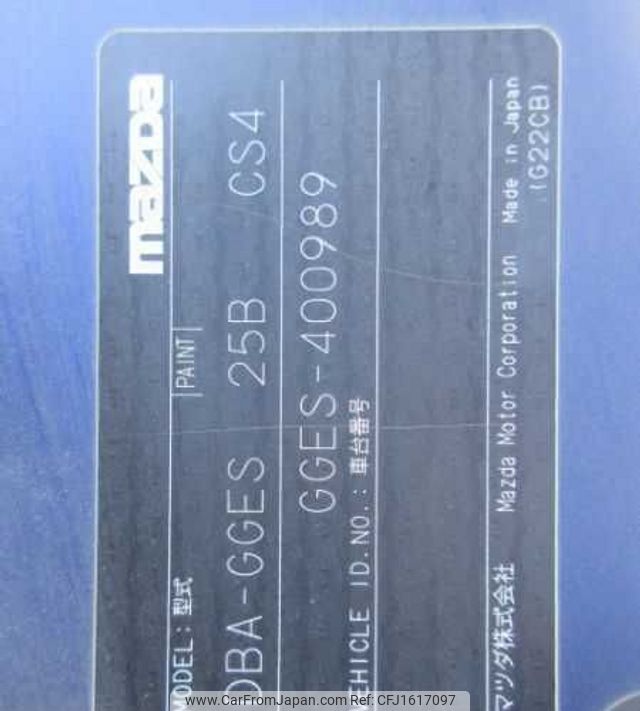 mazda
MODEL: 型式 PAINT
DBA-GGES 25B CS4
GGES-400989
VEHICLE ID.NO.: 車台番号
マツダ株式会社 Mazda Motor Corporation Made in Japan
(G22CB)
www.CarFromJapan.com RefNo.CFJ1617097